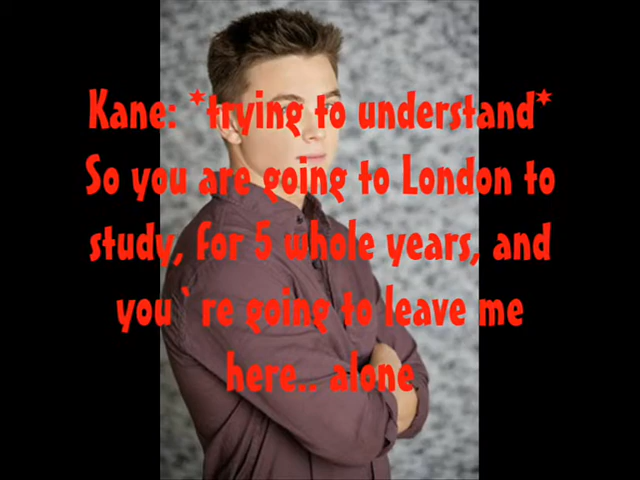 Kane: *trying to understand*
So you are going to London to
study, for 5 whole years, and
you`re going to leave me
here.. alone